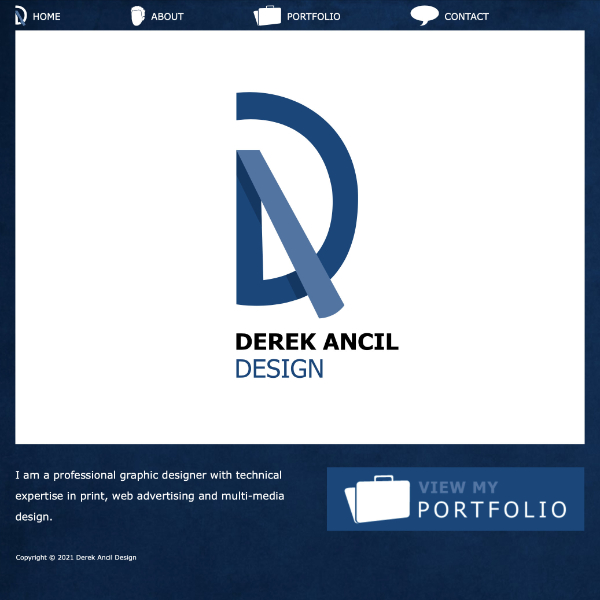 HOME ABOUT PORTFOLIO CONTACT
DEREK ANCIL
DESIGN
I am a professional graphic designer with technical
expertise in print, web advertising and multi-media
design.
VIEW MY
PORTFOLIO
Copyright © 2021 Derek Ancil Design